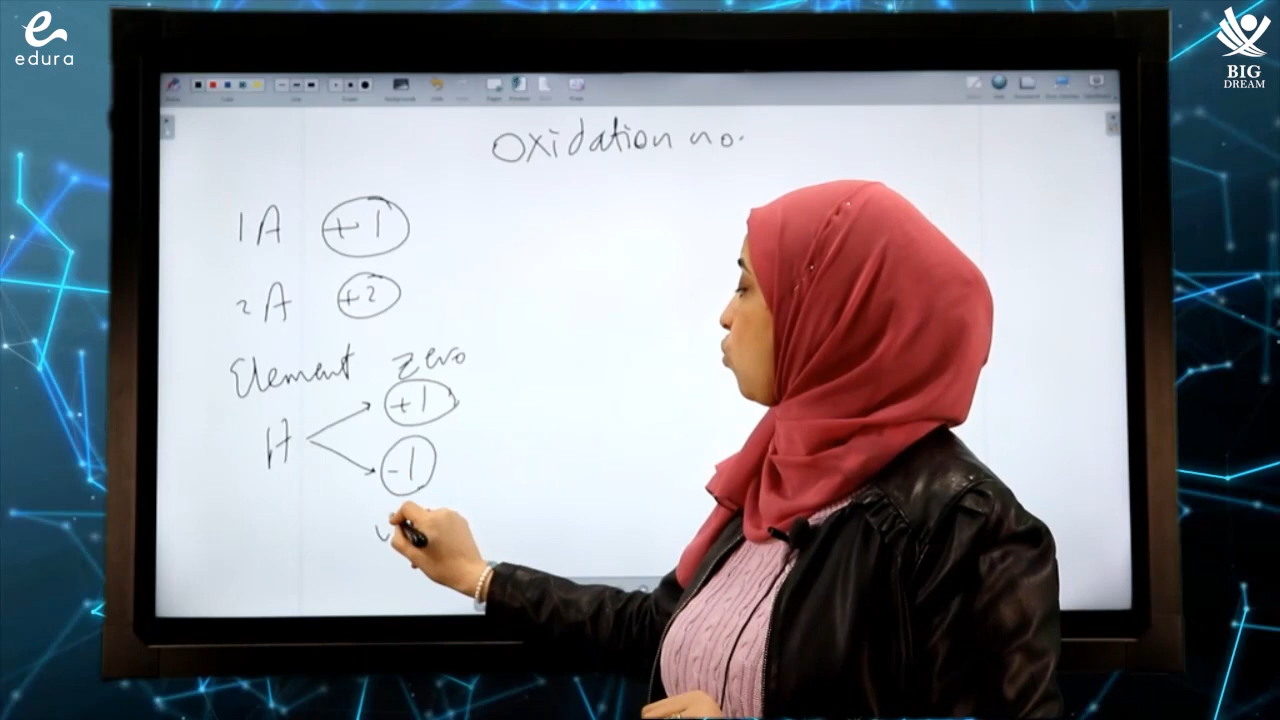 edura
BIG
DREAM
Oxidation no.
1A +1
2A +2
Element zero
+1
H
-1